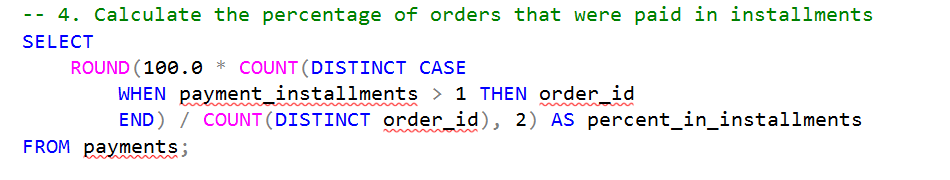 -- 4. Calculate the percentage of orders that were paid in installments
SELECT
    ROUND(100.0 * COUNT(DISTINCT CASE
        WHEN payment_installments > 1 THEN order_id
        END) / COUNT(DISTINCT order_id), 2) AS percent_in_installments
FROM payments;